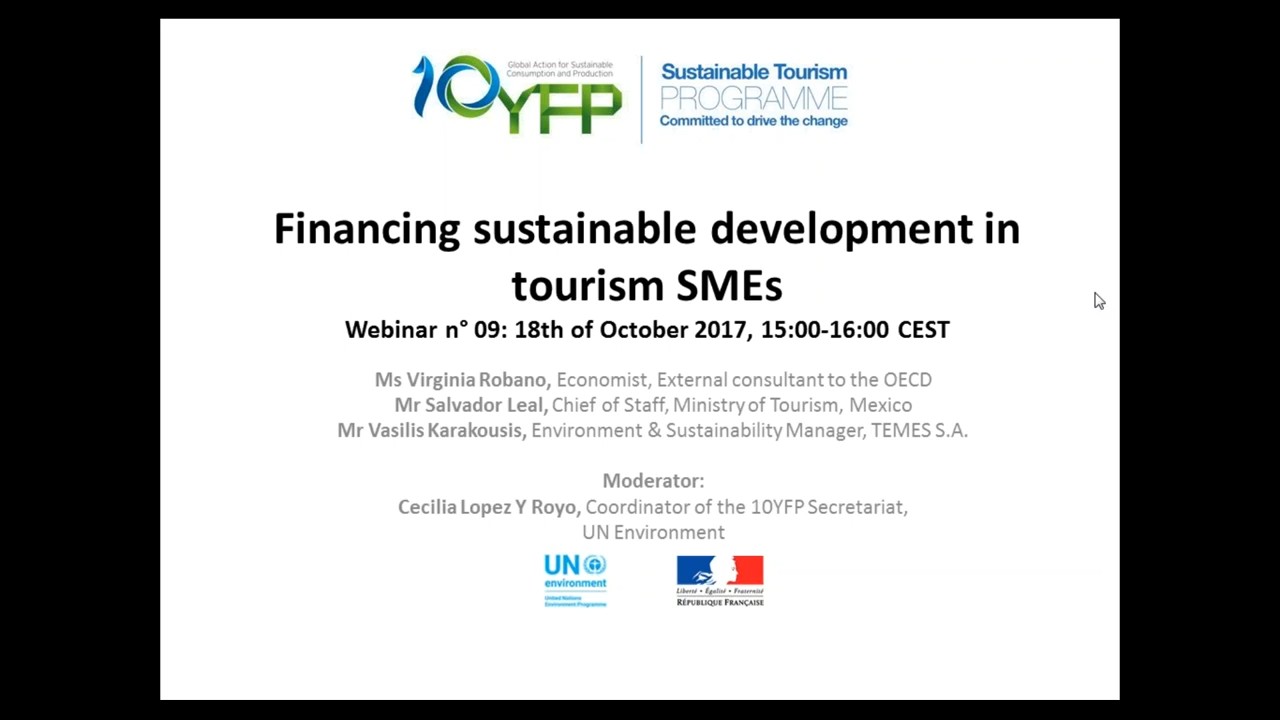 10YFP
Global Action for Sustainable
Consumption and Production
Sustainable Tourism
PROGRAMME
Committed to drive the change
Financing sustainable development in
tourism SMEs
Webinar n° 09: 18th of October 2017, 15:00-16:00 CEST
Ms Virginia Robano, Economist, External consultant to the OECD
Mr Salvador Leal, Chief of Staff, Ministry of Tourism, Mexico
Mr Vasilis Karakousis, Environment & Sustainability Manager, TEMES S.A.
Moderator:
Cecilia Lopez Y Royo, Coordinator of the 10YFP Secretariat,
UN Environment
UN
environment
United Nations
Environment Programme
Liberté • Égalité • Fraternité
RÉPUBLIQUE FRANÇAISE